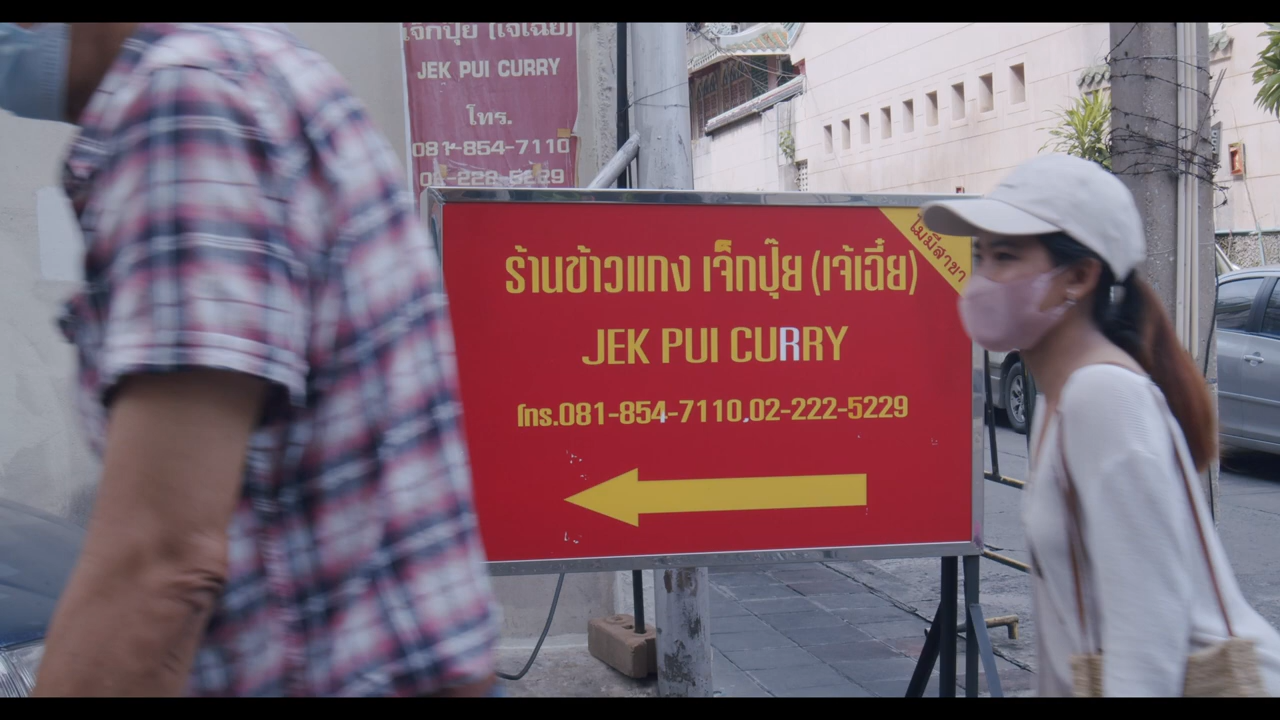 เจ็กปุ้ย (เจ้เฉี๋ย)
JEK PUI CURRY
โทร.
081-854-7110
02-222-5229
ไม่มีสาขา
ร้านข้าวแกง เจ็กปุ๊ย (เจ้เฉี๋ย)
JEK PUI CURRY
โทร.081-854-7110,02-222-5229